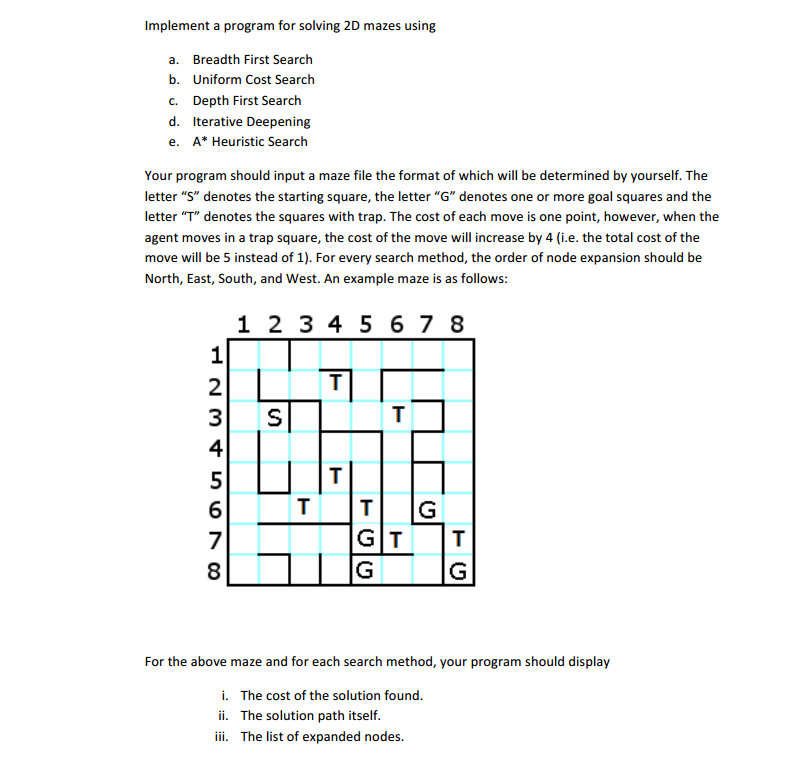 Implement a program for solving 2D mazes using
a. Breadth First Search
b. Uniform Cost Search
c. Depth First Search
d. Iterative Deepening
e. A* Heuristic Search
Your program should input a maze file the format of which will be determined by yourself. The
letter “S” denotes the starting square, the letter “G” denotes one or more goal squares and the
letter “T” denotes the squares with trap. The cost of each move is one point, however, when the
agent moves in a trap square, the cost of the move will increase by 4 (i.e. the total cost of the
move will be 5 instead of 1). For every search method, the order of node expansion should be
North, East, South, and West. An example maze is as follows:
1 2 3 4 5 6 7 8
1
2 T
3 S T
4
5 T
6 T T G
7 G T T
8 G G
For the above maze and for each search method, your program should display
i. The cost of the solution found.
ii. The solution path itself.
iii. The list of expanded nodes.